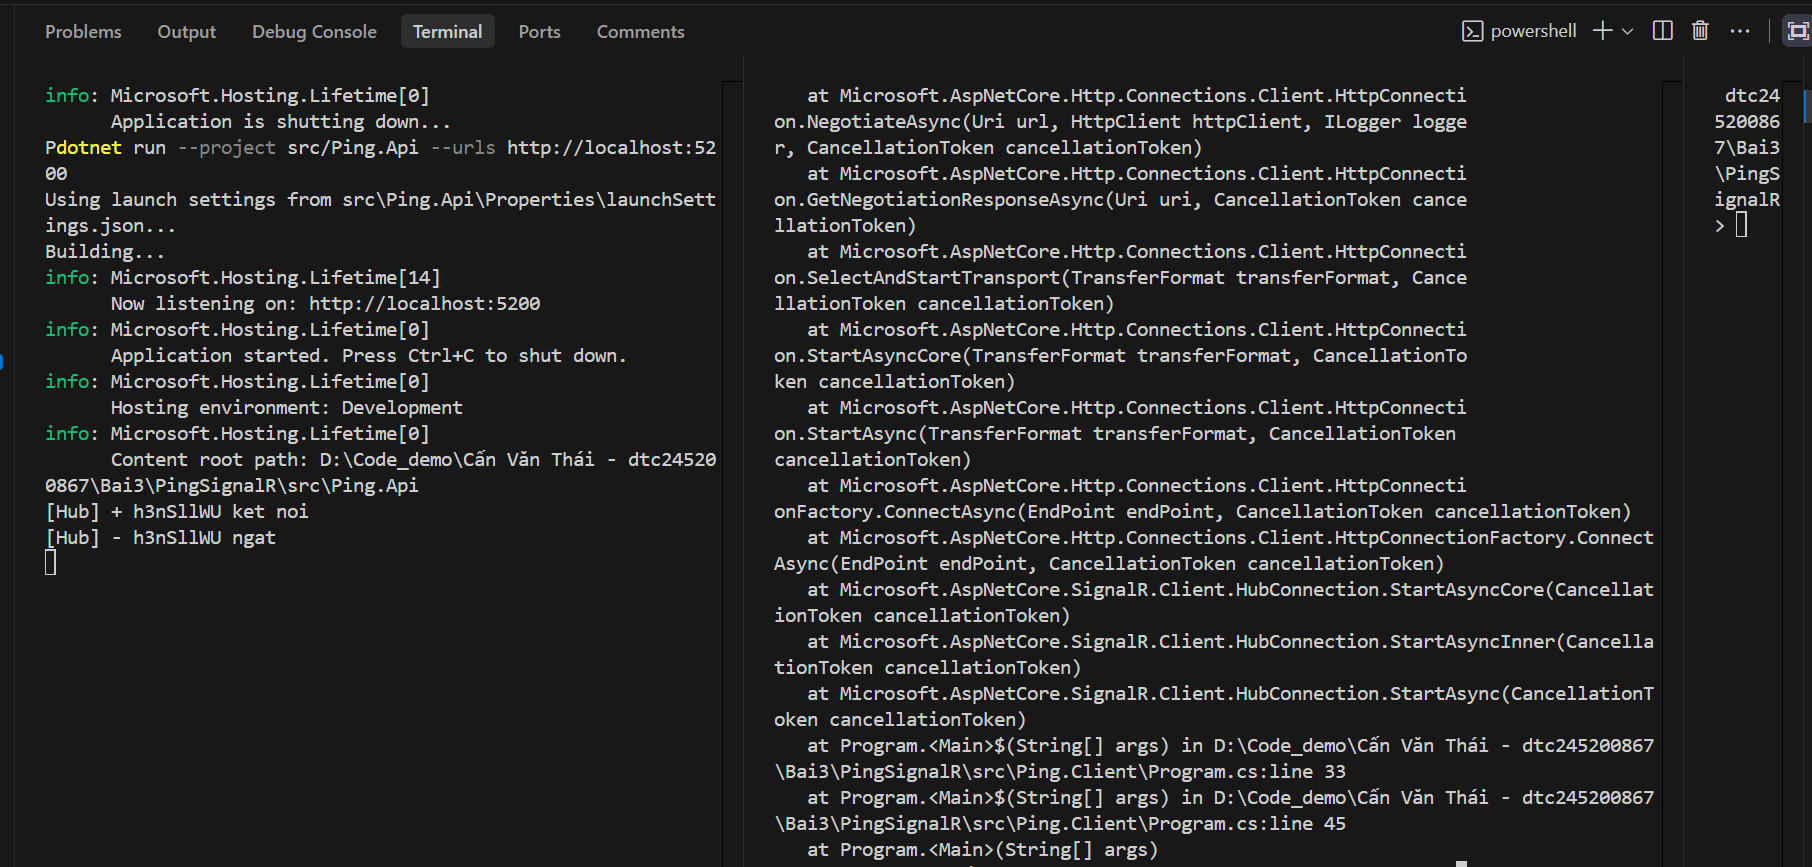 Problems Output Debug Console Terminal Ports Comments powershell
info: Microsoft.Hosting.Lifetime[0]
Application is shutting down...
Pdotnet run --project src/Ping.Api --urls http://localhost:52
00
Using launch settings from src\Ping.Api\Properties\launchSett
ings.json...
Building...
info: Microsoft.Hosting.Lifetime[14]
Now listening on: http://localhost:5200
info: Microsoft.Hosting.Lifetime[0]
Application started. Press Ctrl+C to shut down.
info: Microsoft.Hosting.Lifetime[0]
Hosting environment: Development
info: Microsoft.Hosting.Lifetime[0]
Content root path: D:\Code_demo\Cấn Văn Thái - dtc24520
0867\Bai3\PingSignalR\src\Ping.Api
[Hub] + h3nSllWU ket noi
[Hub] - h3nSllWU ngat
at Microsoft.AspNetCore.Http.Connections.Client.HttpConnecti
on.NegotiateAsync(Uri url, HttpClient httpClient, ILogger logge
r, CancellationToken cancellationToken)
at Microsoft.AspNetCore.Http.Connections.Client.HttpConnecti
on.GetNegotiationResponseAsync(Uri uri, CancellationToken cance
llationToken)
at Microsoft.AspNetCore.Http.Connections.Client.HttpConnecti
on.SelectAndStartTransport(TransferFormat transferFormat, Cance
llationToken cancellationToken)
at Microsoft.AspNetCore.Http.Connections.Client.HttpConnecti
on.StartAsyncCore(TransferFormat transferFormat, CancellationTo
ken cancellationToken)
at Microsoft.AspNetCore.Http.Connections.Client.HttpConnecti
on.StartAsync(TransferFormat transferFormat, CancellationToken
cancellationToken)
at Microsoft.AspNetCore.Http.Connections.Client.HttpConnecti
onFactory.ConnectAsync(EndPoint endPoint, CancellationToken cancellationToken)
at Microsoft.AspNetCore.Http.Connections.Client.HttpConnectionFactory.Connect
Async(EndPoint endPoint, CancellationToken cancellationToken)
at Microsoft.AspNetCore.SignalR.Client.HubConnection.StartAsyncCore(Cancellat
ionToken cancellationToken)
at Microsoft.AspNetCore.SignalR.Client.HubConnection.StartAsyncInner(Cancella
tionToken cancellationToken)
at Microsoft.AspNetCore.SignalR.Client.HubConnection.StartAsync(CancellationT
oken cancellationToken)
at Program.<Main>$(String[] args) in D:\Code_demo\Cấn Văn Thái - dtc245200867
\Bai3\PingSignalR\src\Ping.Client\Program.cs:line 33
at Program.<Main>$(String[] args) in D:\Code_demo\Cấn Văn Thái - dtc245200867
\Bai3\PingSignalR\src\Ping.Client\Program.cs:line 45
at Program.<Main>(String[] args)
dtc24
520086
7\Bai3
\PingS
ignalR
>